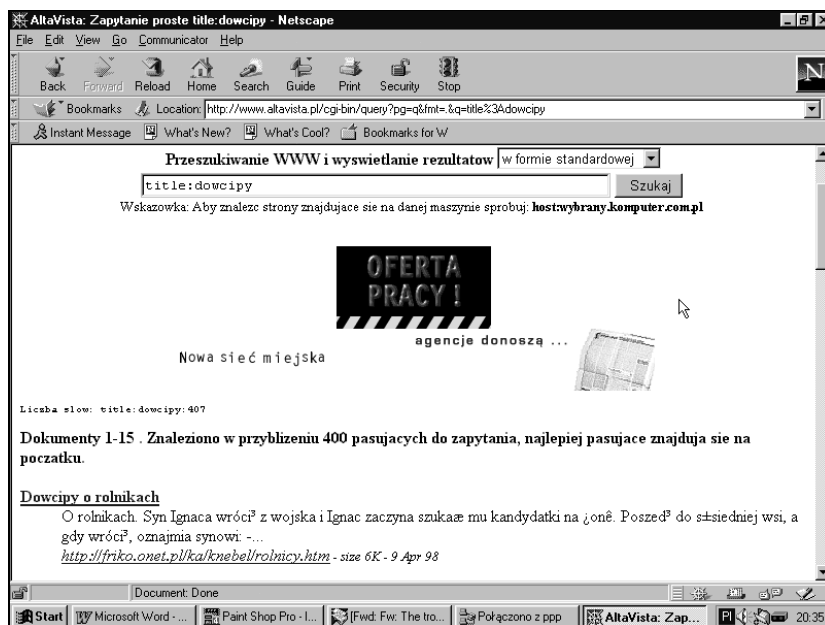 AltaVista: Zapytanie proste title:dowcipy - Netscape
File Edit View Go Communicator Help
Back Forward Reload Home Search Guide Print Security Stop
N
Bookmarks Location: http://www.altavista.pl/cgi-bin/query?pg=q&fmt=.&q=title%3Adowcipy
Instant Message What's New? What's Cool? Bookmarks for W
Przeszukiwanie WWW i wyswietlanie rezultatow w formie standardowej
title:dowcipy Szukaj
Wskazowka: Aby znalezc strony znajdujace sie na danej maszynie sprobuj: host:wybrany.komputer.com.pl
OFERTA
PRACY !
agencje donoszą ...
Nowa sieć miejska
Liczba slow: title:dowcipy:407
Dokumenty 1-15 . Znaleziono w przyblizeniu 400 pasujacych do zapytania, najlepiej pasujace znajduja sie na
poczatku.
Dowcipy o rolnikach
O rolnikach. Syn Ignaca wróci³ z wojska i Ignac zaczyna szukaæ mu kandydatki na ¿onê. Poszed³ do s±siedniej wsi, a
gdy wróci³, oznajmia synowi: -...
http://friko.onet.pl/ka/knebel/rolnicy.htm - size 6K - 9 Apr 98
Document: Done
Start Microsoft Word - ... Paint Shop Pro - I... [Fwd: Fw: The tro... Połączono z ppp AltaVista: Zap... Pl 20:35